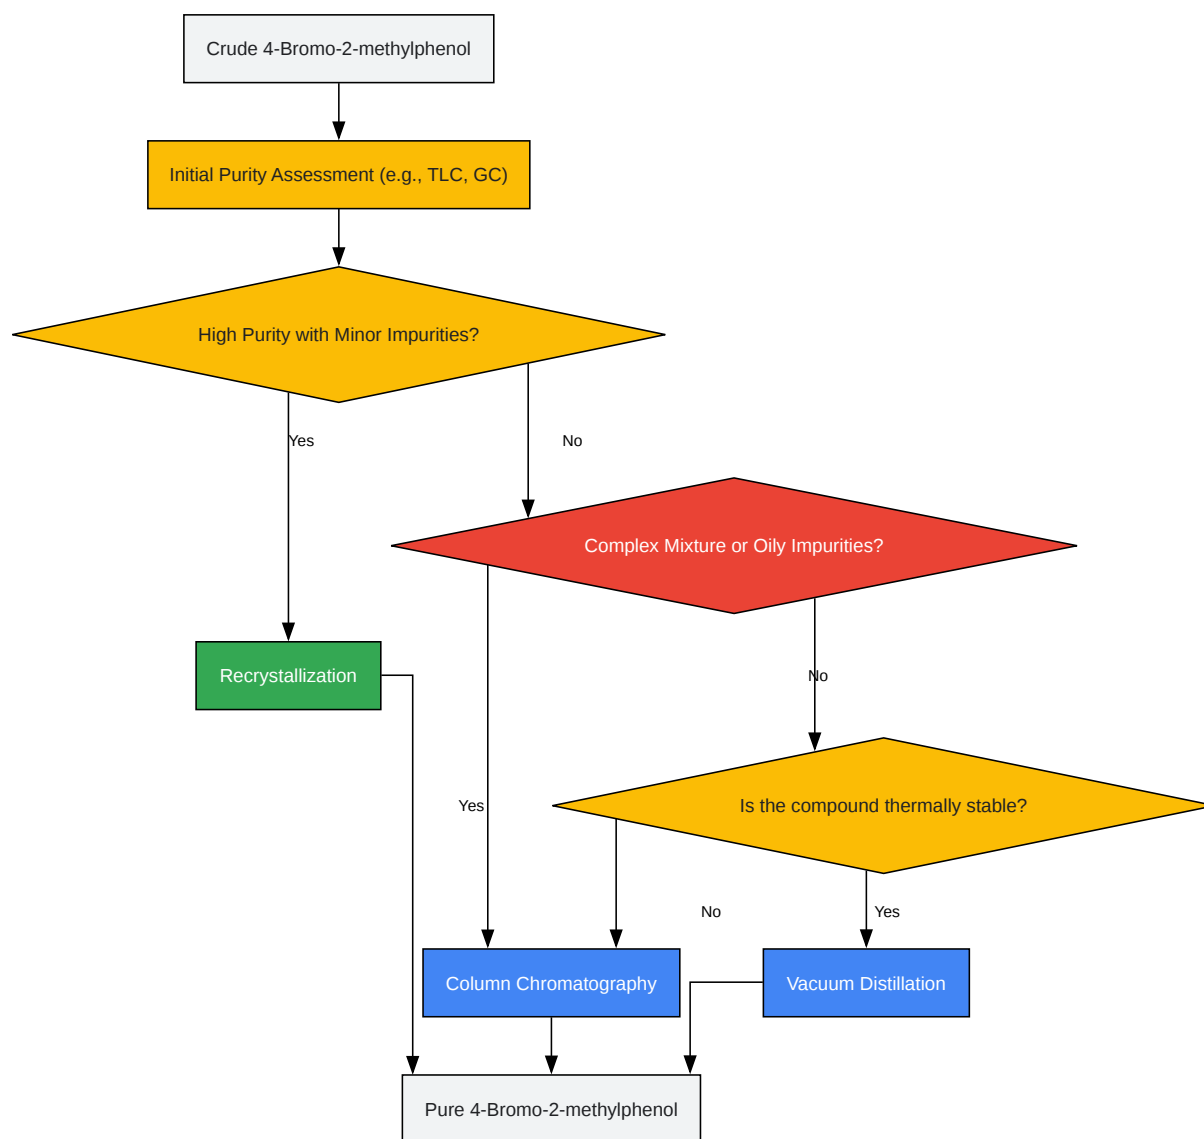 Crude 4-Bromo-2-methylphenol
Initial Purity Assessment (e.g., TLC, GC)
High Purity with Minor Impurities?
Yes
No
Complex Mixture or Oily Impurities?
Recrystallization
No
Yes
Is the compound thermally stable?
No
Yes
Column Chromatography
Vacuum Distillation
Pure 4-Bromo-2-methylphenol